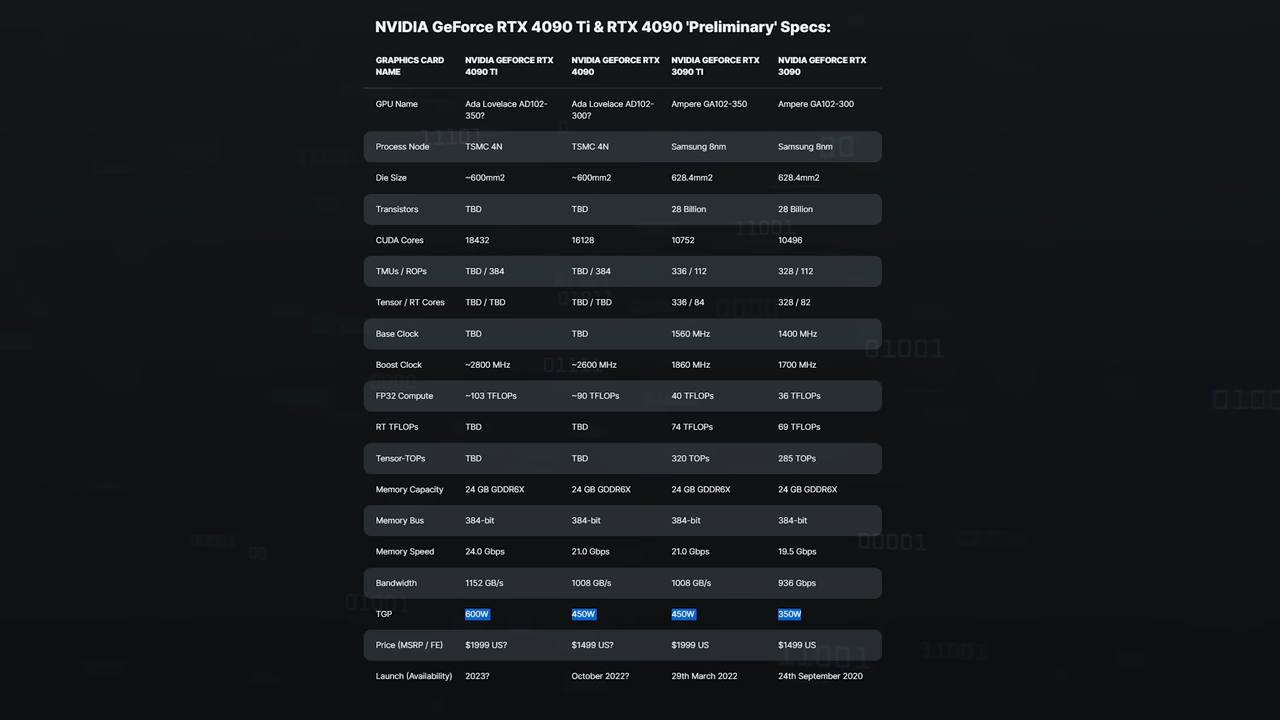 NVIDIA GeForce RTX 4090 Ti & RTX 4090 'Preliminary' Specs:
GRAPHICS CARD NAME NVIDIA GEFORCE RTX 4090 TI NVIDIA GEFORCE RTX 4090 NVIDIA GEFORCE RTX 3090 TI NVIDIA GEFORCE RTX 3090
GPU Name Ada Lovelace AD102-350? Ada Lovelace AD102-300? Ampere GA102-350 Ampere GA102-300
Process Node TSMC 4N TSMC 4N Samsung 8nm Samsung 8nm
Die Size ~600mm2 ~600mm2 628.4mm2 628.4mm2
Transistors TBD TBD 28 Billion 28 Billion
CUDA Cores 18432 16128 10752 10496
TMUs / ROPs TBD / 384 TBD / 384 336 / 112 328 / 112
Tensor / RT Cores TBD / TBD TBD / TBD 336 / 84 328 / 82
Base Clock TBD TBD 1560 MHz 1400 MHz
Boost Clock ~2800 MHz ~2600 MHz 1860 MHz 1700 MHz
FP32 Compute ~103 TFLOPs ~90 TFLOPs 40 TFLOPs 36 TFLOPs
RT TFLOPs TBD TBD 74 TFLOPs 69 TFLOPs
Tensor-TOPs TBD TBD 320 TOPs 285 TOPs
Memory Capacity 24 GB GDDR6X 24 GB GDDR6X 24 GB GDDR6X 24 GB GDDR6X
Memory Bus 384-bit 384-bit 384-bit 384-bit
Memory Speed 24.0 Gbps 21.0 Gbps 21.0 Gbps 19.5 Gbps
Bandwidth 1152 GB/s 1008 GB/s 1008 GB/s 936 Gbps
TGP 600W 450W 450W 350W
Price (MSRP / FE) $1999 US? $1499 US? $1999 US $1499 US
Launch (Availability) 2023? October 2022? 29th March 2022 24th September 2020